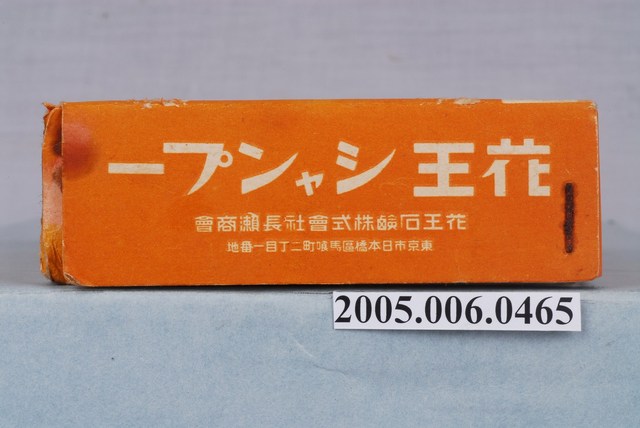 花王シャンプー
花王石鹸株式會社長瀨商會
東京市日本橋區馬喰町二丁目一番地
2005.006.0465